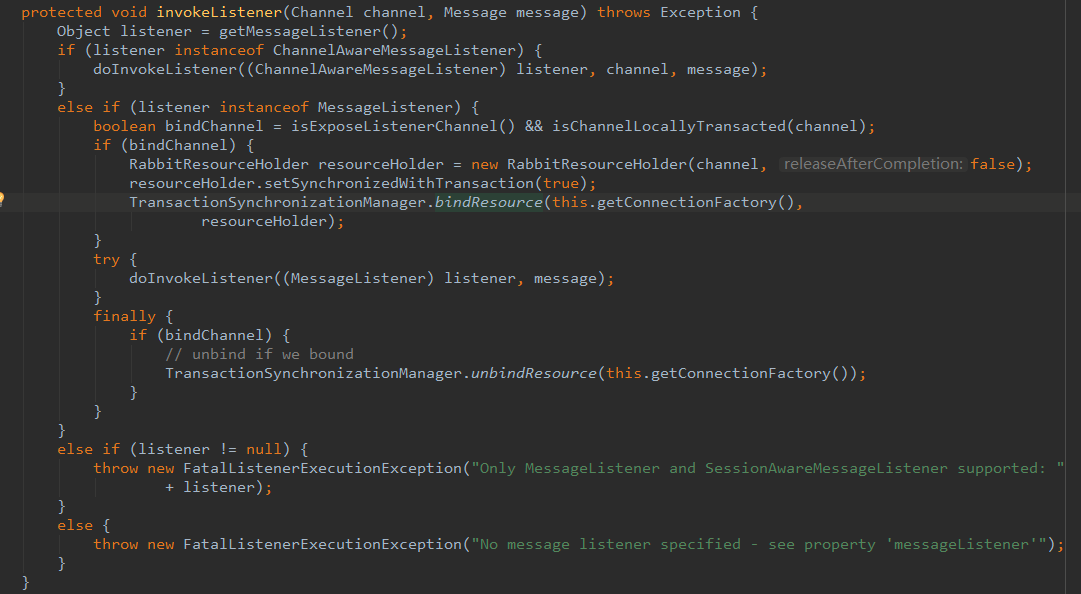 protected void invokeListener(Channel channel, Message message) throws Exception {
    Object listener = getMessageListener();
    if (listener instanceof ChannelAwareMessageListener) {
        doInvokeListener((ChannelAwareMessageListener) listener, channel, message);
    }
    else if (listener instanceof MessageListener) {
        boolean bindChannel = isExposeListenerChannel() && isChannelLocallyTransacted(channel);
        if (bindChannel) {
            RabbitResourceHolder resourceHolder = new RabbitResourceHolder(channel, releaseAfterCompletion: false);
            resourceHolder.setSynchronizedWithTransaction(true);
            TransactionSynchronizationManager.bindResource(this.getConnectionFactory(),
                    resourceHolder);
        }
        try {
            doInvokeListener((MessageListener) listener, message);
        }
        finally {
            if (bindChannel) {
                // unbind if we bound
                TransactionSynchronizationManager.unbindResource(this.getConnectionFactory());
            }
        }
    }
    else if (listener != null) {
        throw new FatalListenerExecutionException("Only MessageListener and SessionAwareMessageListener supported: "
                + listener);
    }
    else {
        throw new FatalListenerExecutionException("No message listener specified - see property 'messageListener'");
    }
}